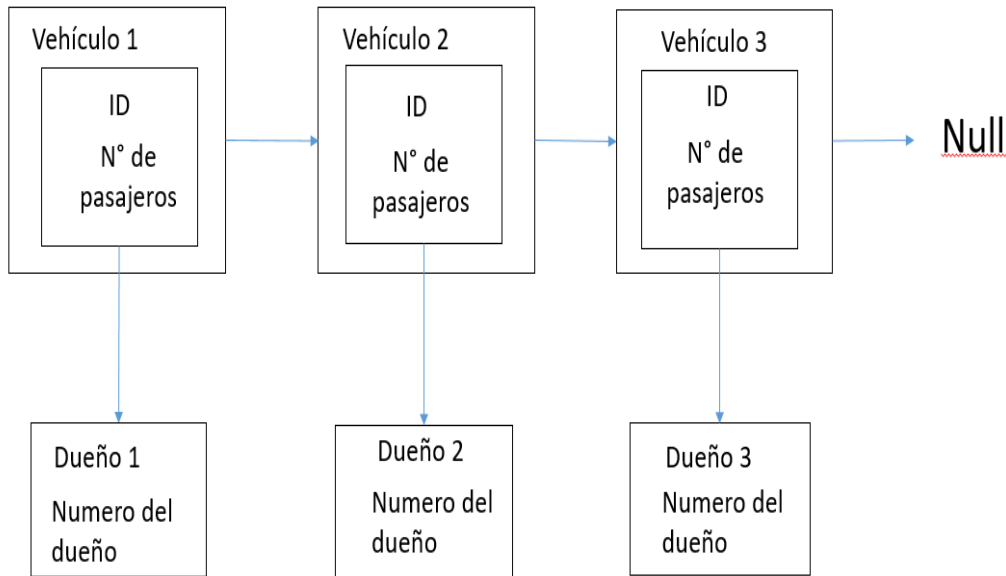 Vehículo 1
ID
N° de
pasajeros
Vehículo 2
ID
N° de
pasajeros
Vehículo 3
ID
N° de
pasajeros
Null
Dueño 1
Numero del
dueño
Dueño 2
Numero del
dueño
Dueño 3
Numero del
dueño